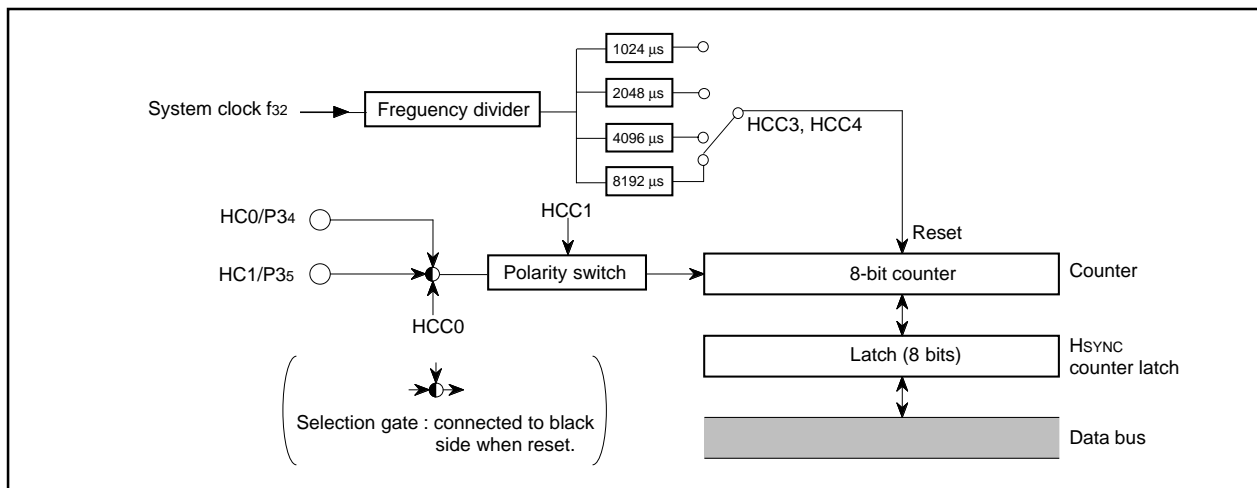 1024 μs
System clock f32
Freguency divider
2048 μs
4096 μs
HCC3, HCC4
8192 μs
HC0/P34
HCC1
Reset
HC1/P35
Polarity switch
8-bit counter
Counter
HCC0
Latch (8 bits)
HSYNC
counter latch
Selection gate : connected to black
side when reset.
Data bus